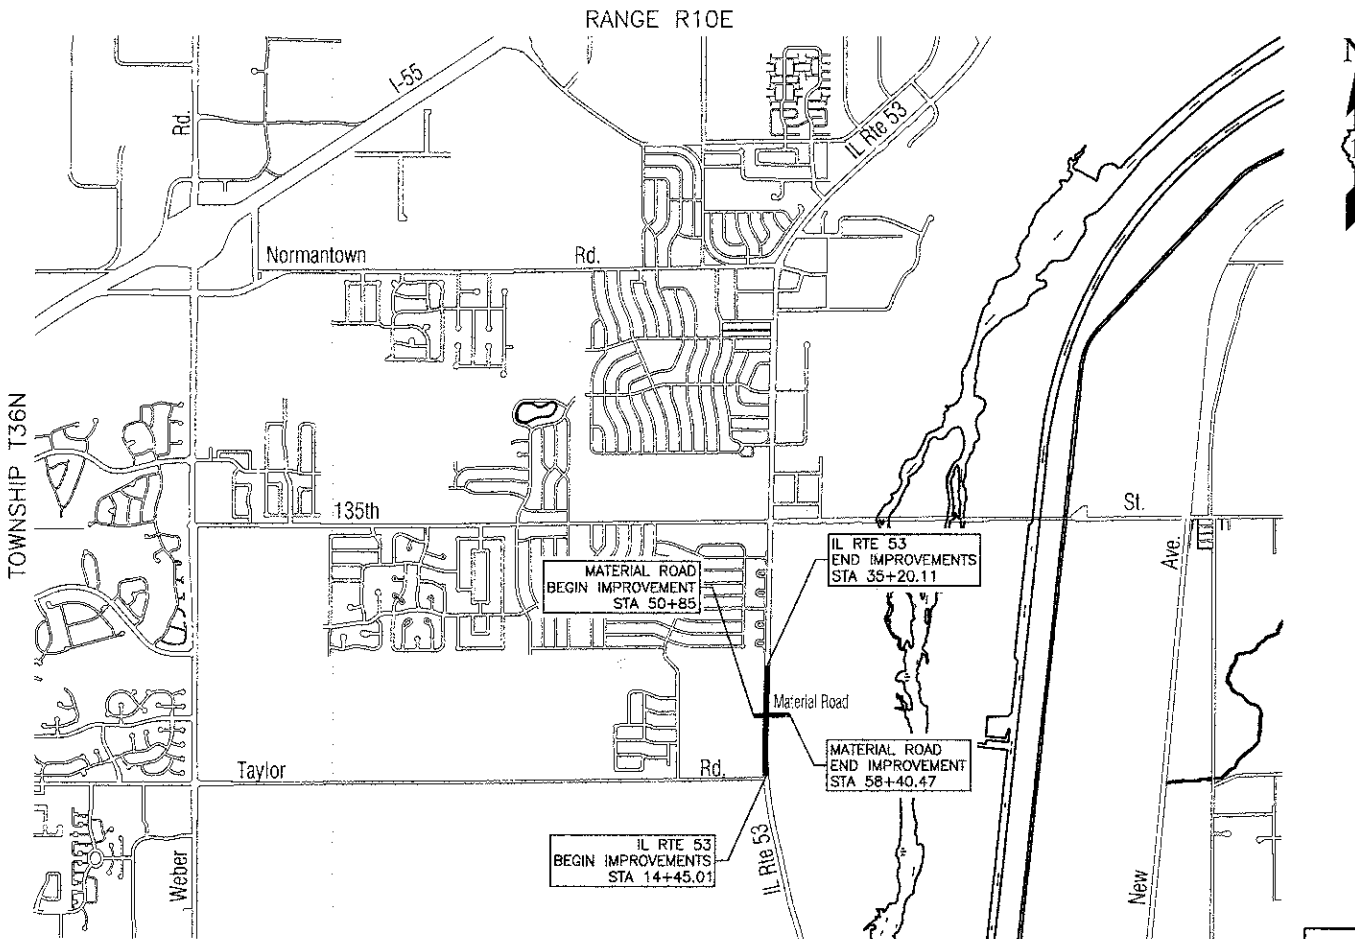 RANGE R10E
N
I-55
Rd.
IL Rte 53
Normantown Rd.
TOWNSHIP T36N
135th St.
IL RTE 53
END IMPROVEMENTS
STA 35+20.11
MATERIAL ROAD
BEGIN IMPROVEMENT
STA 50+85
Ave.
Material Road
MATERIAL ROAD
END IMPROVEMENT
STA 58+40.47
Taylor Rd.
IL RTE 53
BEGIN IMPROVEMENTS
STA 14+45.01
IL Rte 53
Weber
New